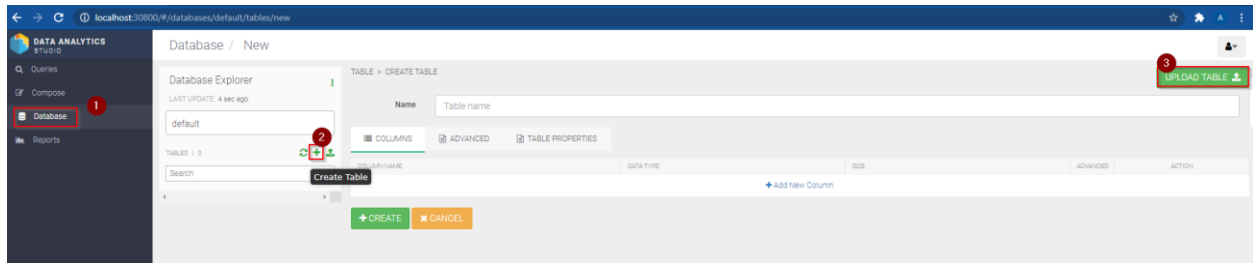 localhost:30800/#/databases/default/tables/new
A
DATA ANALYTICS
STUDIO
Database / New
Queries
Compose
1
Database
Reports
Database Explorer
LAST UPDATE: 4 sec ago
default
2
TABLES | 0
Search
Create Table
TABLE » CREATE TABLE
3
UPLOAD TABLE
Name
Table name
COLUMNS ADVANCED TABLE PROPERTIES
COLUMN NAME DATA TYPE SIZE ADVANCED ACTION
+ Add New Column
+ CREATE ✖ CANCEL